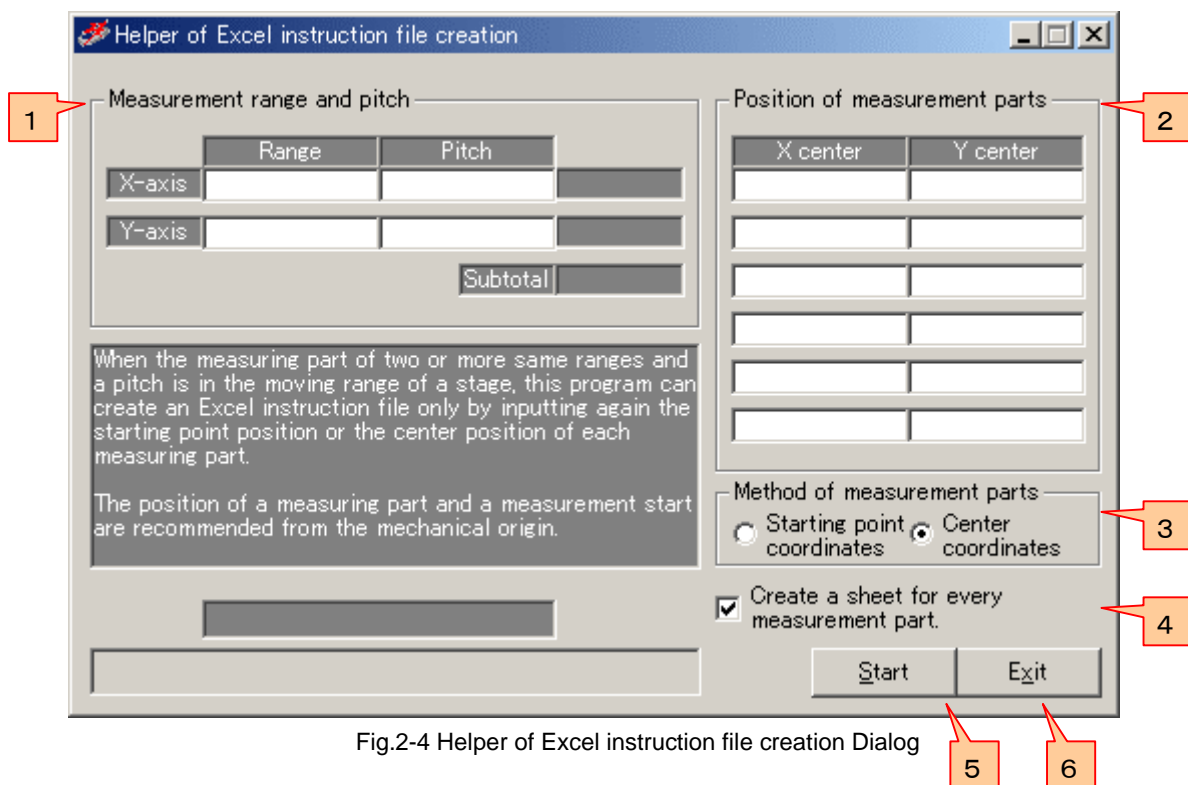 Helper of Excel instruction file creation
1
Measurement range and pitch
Range Pitch
X-axis
Y-axis
Subtotal
When the measuring part of two or more same ranges and
a pitch is in the moving range of a stage, this program can
create an Excel instruction file only by inputting again the
starting point position or the center position of each
measuring part.
The position of a measuring part and a measurement start
are recommended from the mechanical origin.
Position of measurement parts
2
X center Y center
Method of measurement parts
Starting point
coordinates
Center
coordinates
3
Create a sheet for every
measurement part.
4
Start Exit
Fig.2-4 Helper of Excel instruction file creation Dialog
5
6